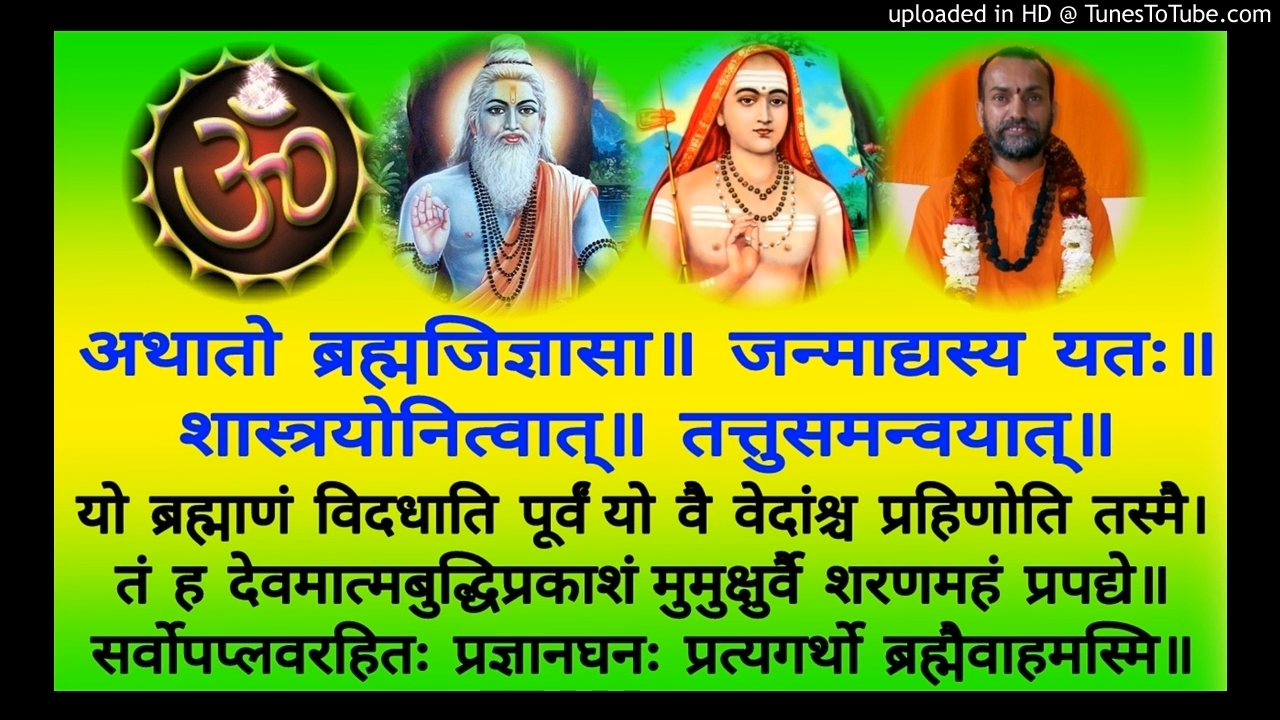 uploaded in HD @ TunesToTube.com
ॐ
अथातो ब्रह्मजिज्ञासा॥ जन्माद्यस्य यतः॥
शास्त्रयोनित्वात्॥ तत्तुसमन्वयात्॥
यो ब्रह्माणं विदधाति पूर्वं यो वै वेदांश्च प्रहिणोति तस्मै।
तं ह देवमात्मबुद्धिप्रकाशं मुमुक्षुर्वै शरणमहं प्रपद्ये॥
सर्वोपप्लवरहितः प्रज्ञानघनः प्रत्यगर्थो ब्रह्मैवाहमस्मि॥